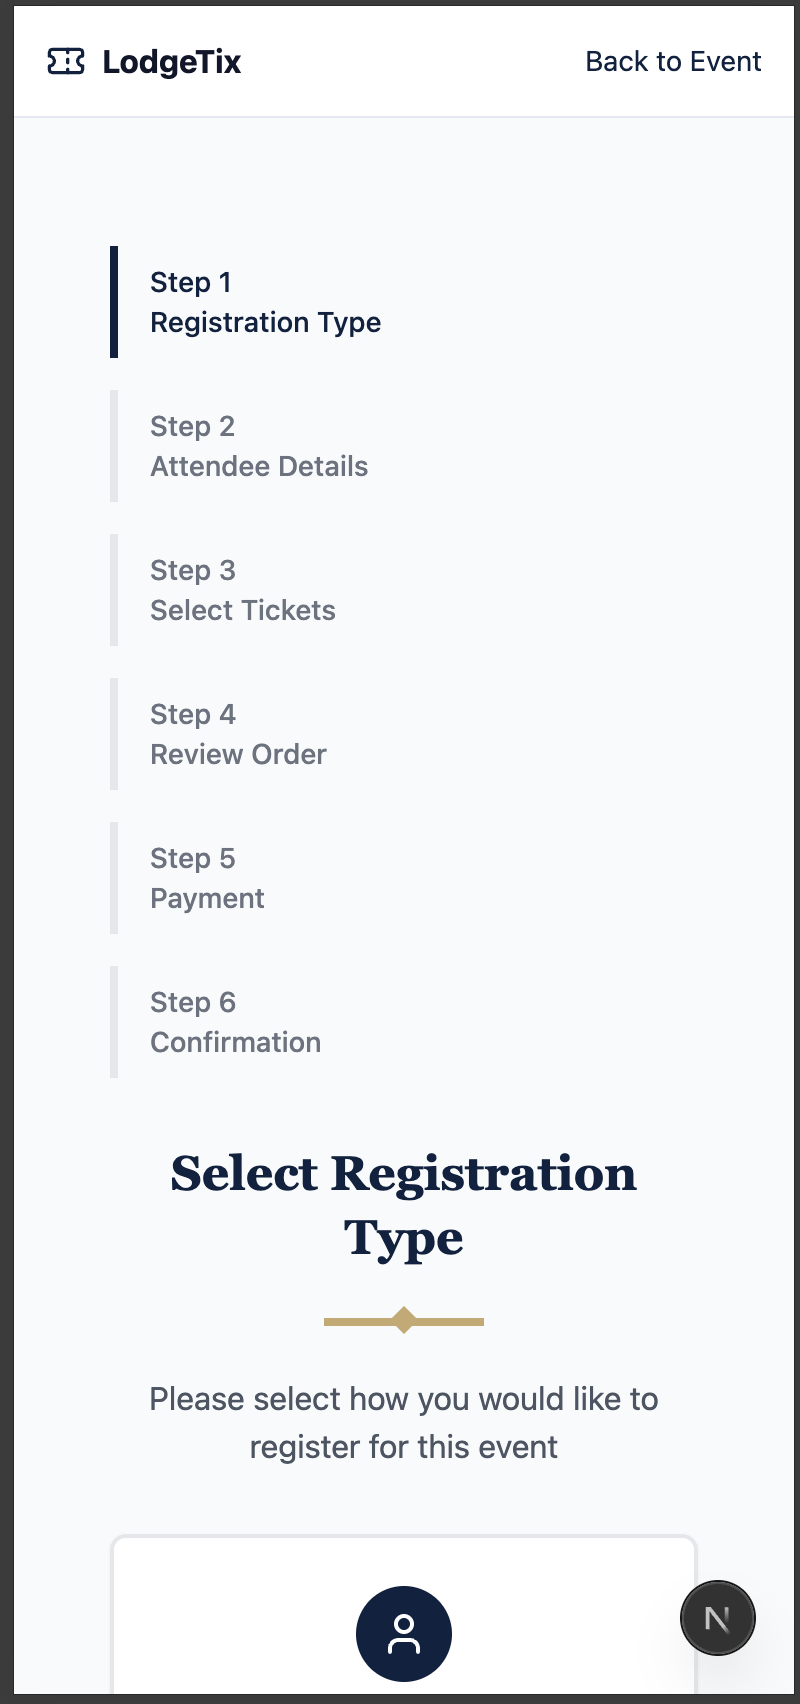 LodgeTix
Back to Event
Step 1
Registration Type
Step 2
Attendee Details
Step 3
Select Tickets
Step 4
Review Order
Step 5
Payment
Step 6
Confirmation
Select Registration
Type
Please select how you would like to
register for this event
N